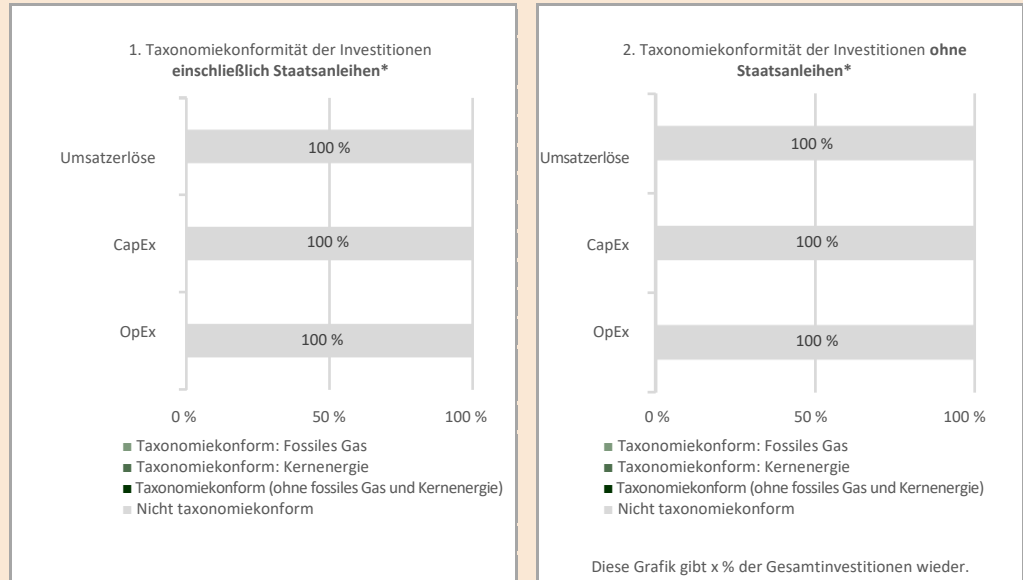 1. Taxonomiekonformität der Investitionen
einschließlich Staatsanleihen*
Umsatzerlöse
100 %
CapEx
100 %
OpEx
100 %
0 %
50 %
100 %
Taxonomiekonform: Fossiles Gas
Taxonomiekonform: Kernenergie
Taxonomiekonform (ohne fossiles Gas und Kernenergie)
Nicht taxonomiekonform
2. Taxonomiekonformität der Investitionen ohne
Staatsanleihen*
Umsatzerlöse
100 %
CapEx
100 %
OpEx
100 %
0 %
50 %
100 %
Taxonomiekonform: Fossiles Gas
Taxonomiekonform: Kernenergie
Taxonomiekonform (ohne fossiles Gas und Kernenergie)
Nicht taxonomiekonform
Diese Grafik gibt x % der Gesamtinvestitionen wieder.